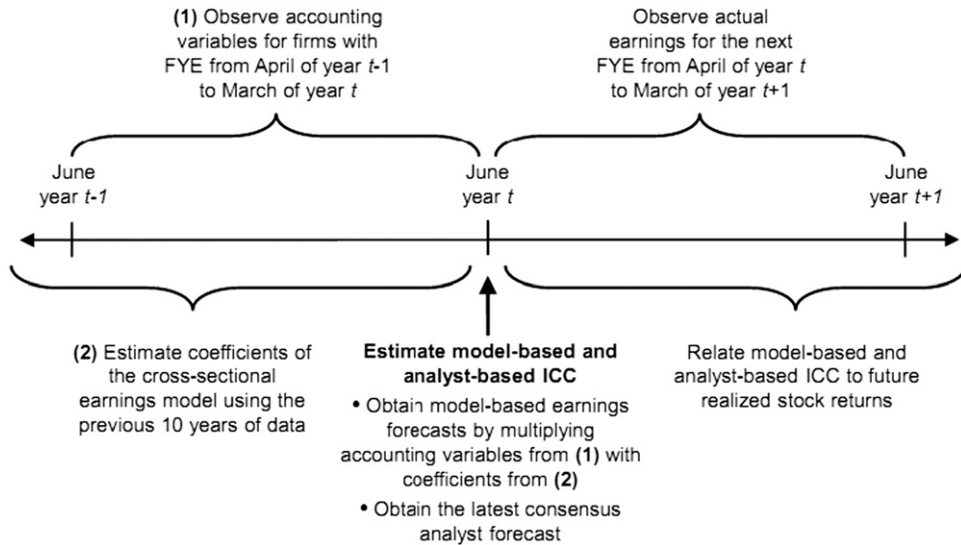 (1) Observe accounting
variables for firms with
FYE from April of year t-1
to March of year t
Observe actual
earnings for the next
FYE from April of year t
to March of year t+1
June
year t-1
June
year t
June
year t+1
(2) Estimate coefficients of
the cross-sectional
earnings model using the
previous 10 years of data
Estimate model-based and
analyst-based ICC
• Obtain model-based earnings
forecasts by multiplying
accounting variables from (1) with
coefficients from (2)
• Obtain the latest consensus
analyst forecast
Relate model-based and
analyst-based ICC to future
realized stock returns